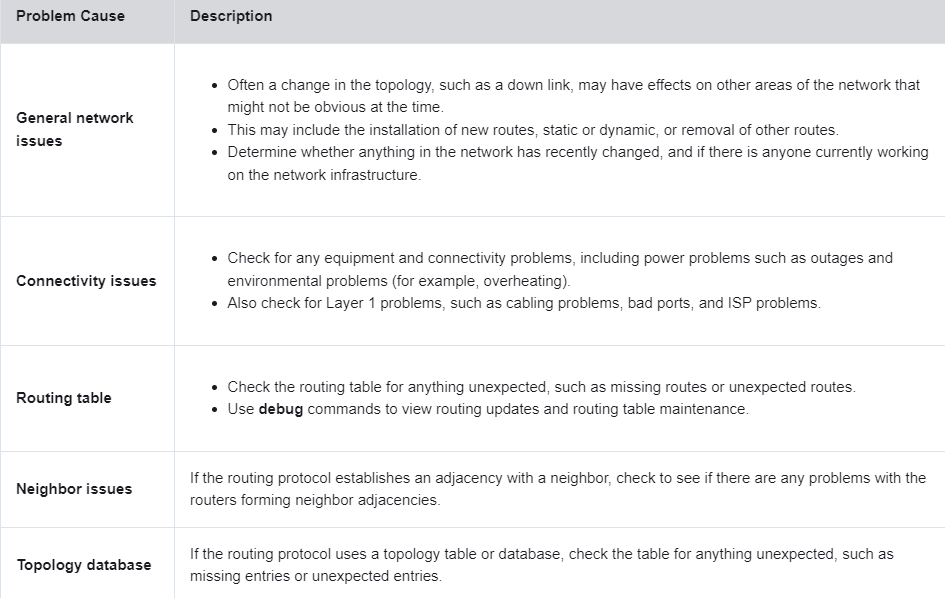 Problem Cause
Description
General network
issues
• Often a change in the topology, such as a down link, may have effects on other areas of the network that
might not be obvious at the time.
• This may include the installation of new routes, static or dynamic, or removal of other routes.
• Determine whether anything in the network has recently changed, and if there is anyone currently working
on the network infrastructure.
Connectivity issues
• Check for any equipment and connectivity problems, including power problems such as outages and
environmental problems (for example, overheating).
• Also check for Layer 1 problems, such as cabling problems, bad ports, and ISP problems.
Routing table
• Check the routing table for anything unexpected, such as missing routes or unexpected routes.
• Use debug commands to view routing updates and routing table maintenance.
Neighbor issues
If the routing protocol establishes an adjacency with a neighbor, check to see if there are any problems with the
routers forming neighbor adjacencies.
Topology database
If the routing protocol uses a topology table or database, check the table for anything unexpected, such as
missing entries or unexpected entries.